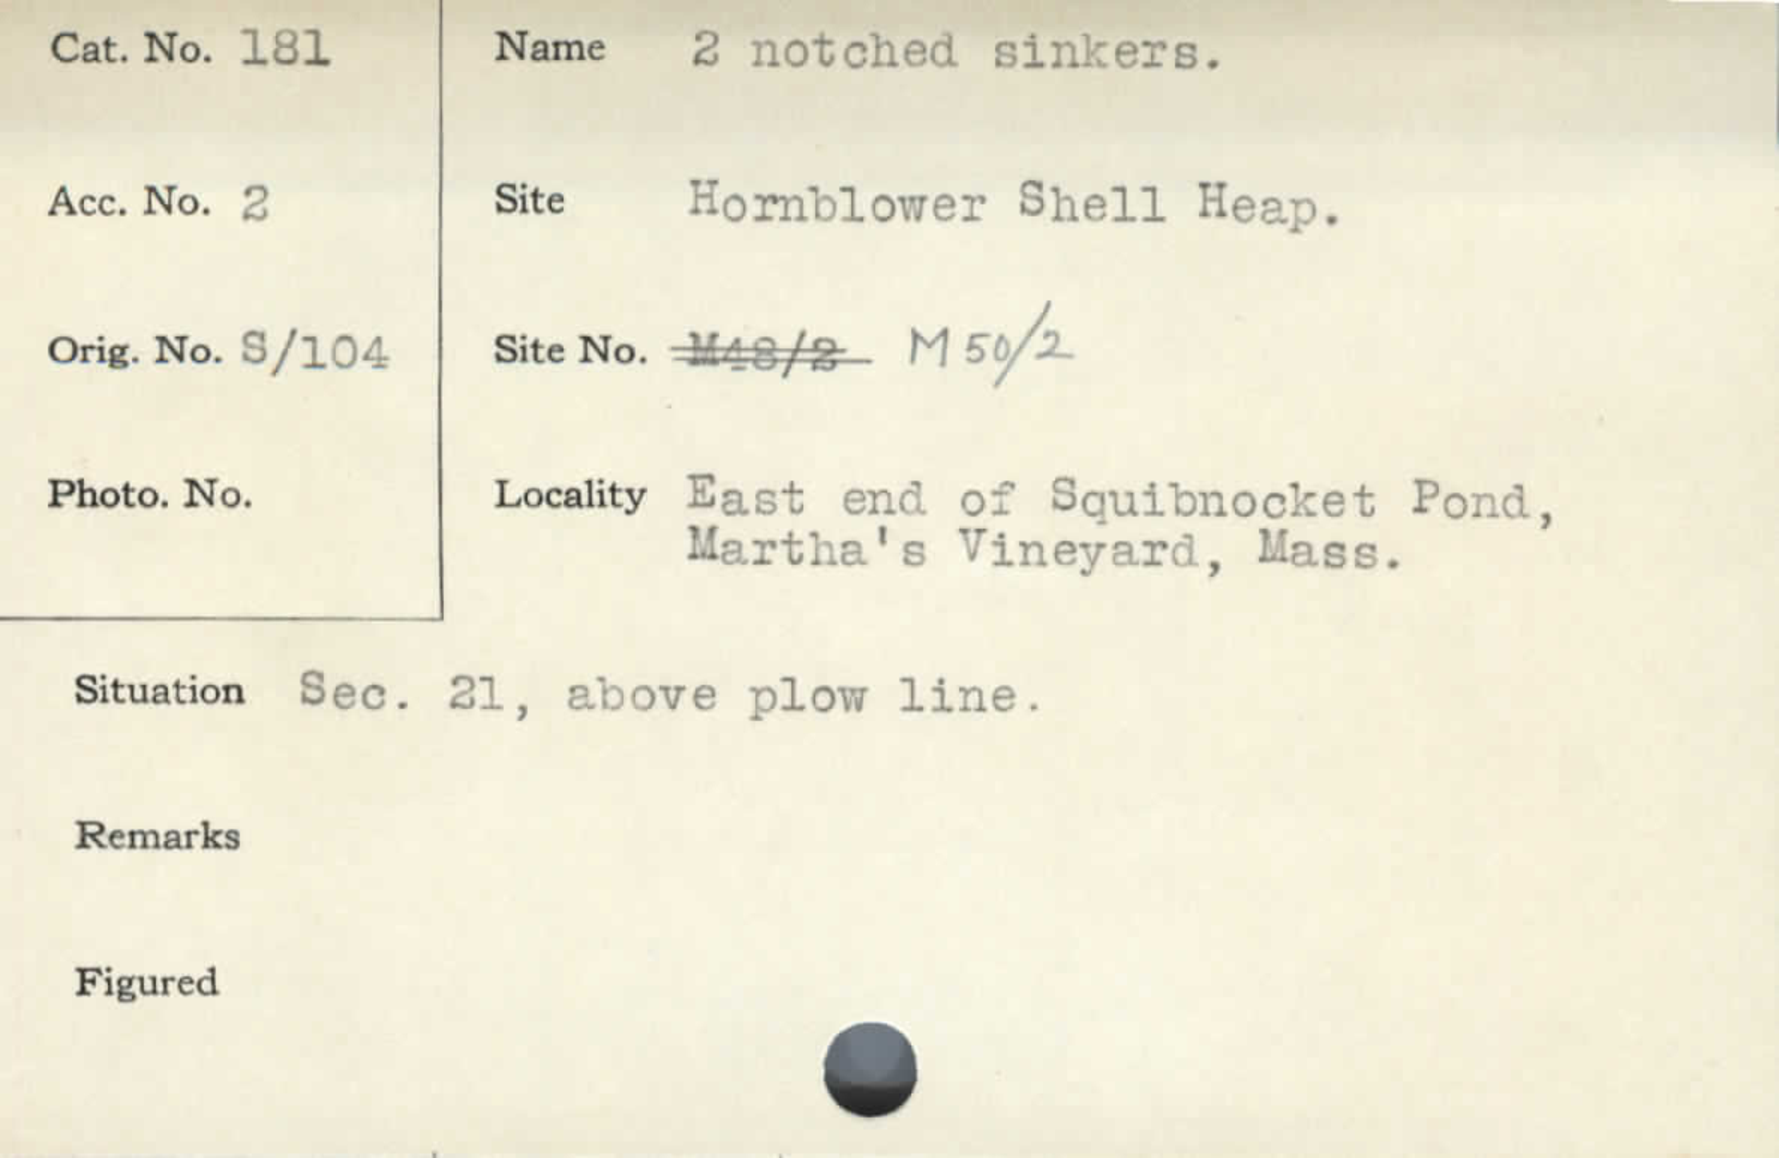 Cat. No. 181
Name 2 notched sinkers.
Acc. No. 2
Site Hornblower Shell Heap.
Orig. No. S/104
Site No. M48/2 M 50/2
Photo. No.
Locality East end of Squibnocket Pond,
Martha's Vineyard, Mass.
Situation Sec. 21, above plow line.
Remarks
Figured